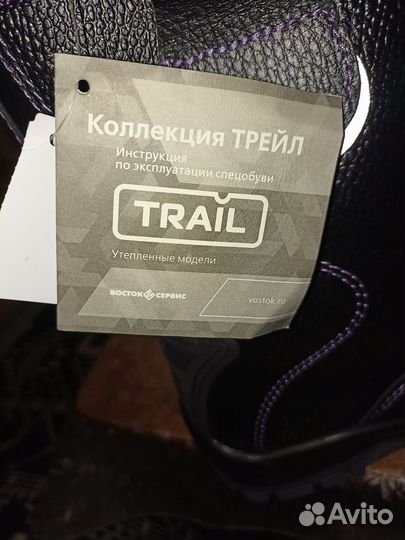 Коллекция ТРЕЙЛ
Инструкция
по эксплуатации спецобуви
TRAIL
Утепленные модели
ВОСТОК СЕРВИС
vostok.ru
Avito